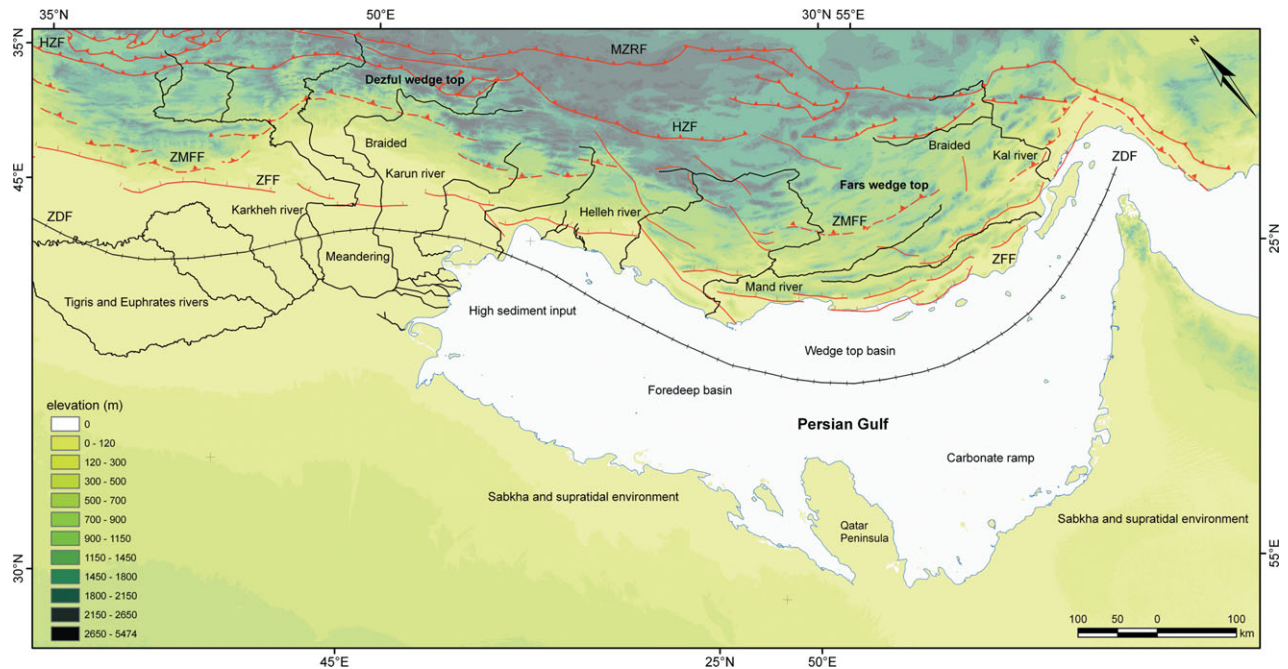 35°N
50°E
30°N 55°E
35°N
HZF
MZRF
N
Dezful wedge top
HZF
Braided
Braided
Kal river
ZMFF
ZDF
45°E
Karun river
ZFF
Fars wedge top
Karkheh river
Helleh river
ZMFF
ZDF
25°N
Meandering
ZFF
Mand river
Tigris and Euphrates rivers
High sediment input
Wedge top basin
Foredeep basin
elevation (m)
0
0 - 120
120 - 300
300 - 500
500 - 700
700 - 900
900 - 1150
1150 - 1450
1450 - 1800
1800 - 2150
2150 - 2650
2650 - 5474
Persian Gulf
Carbonate ramp
Sabkha and supratidal environment
Sabkha and supratidal environment
Qatar
Peninsula
30°N
55°E
100 50 0 100
km
45°E
25°N
50°E